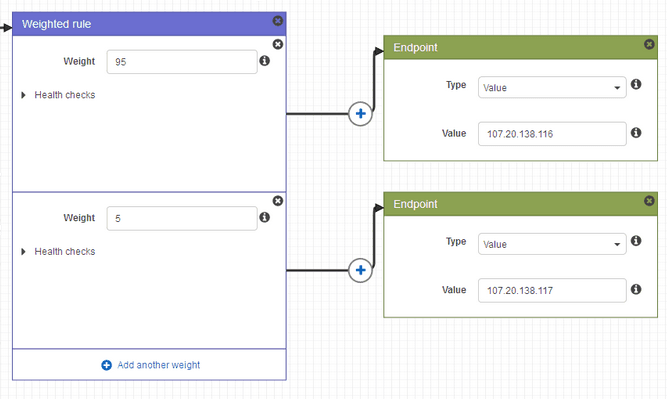 Weighted rule
Weight 95
Health checks
Weight 5
Health checks
Add another weight
Endpoint
Type Value
Value 107.20.138.116
Endpoint
Type Value
Value 107.20.138.117